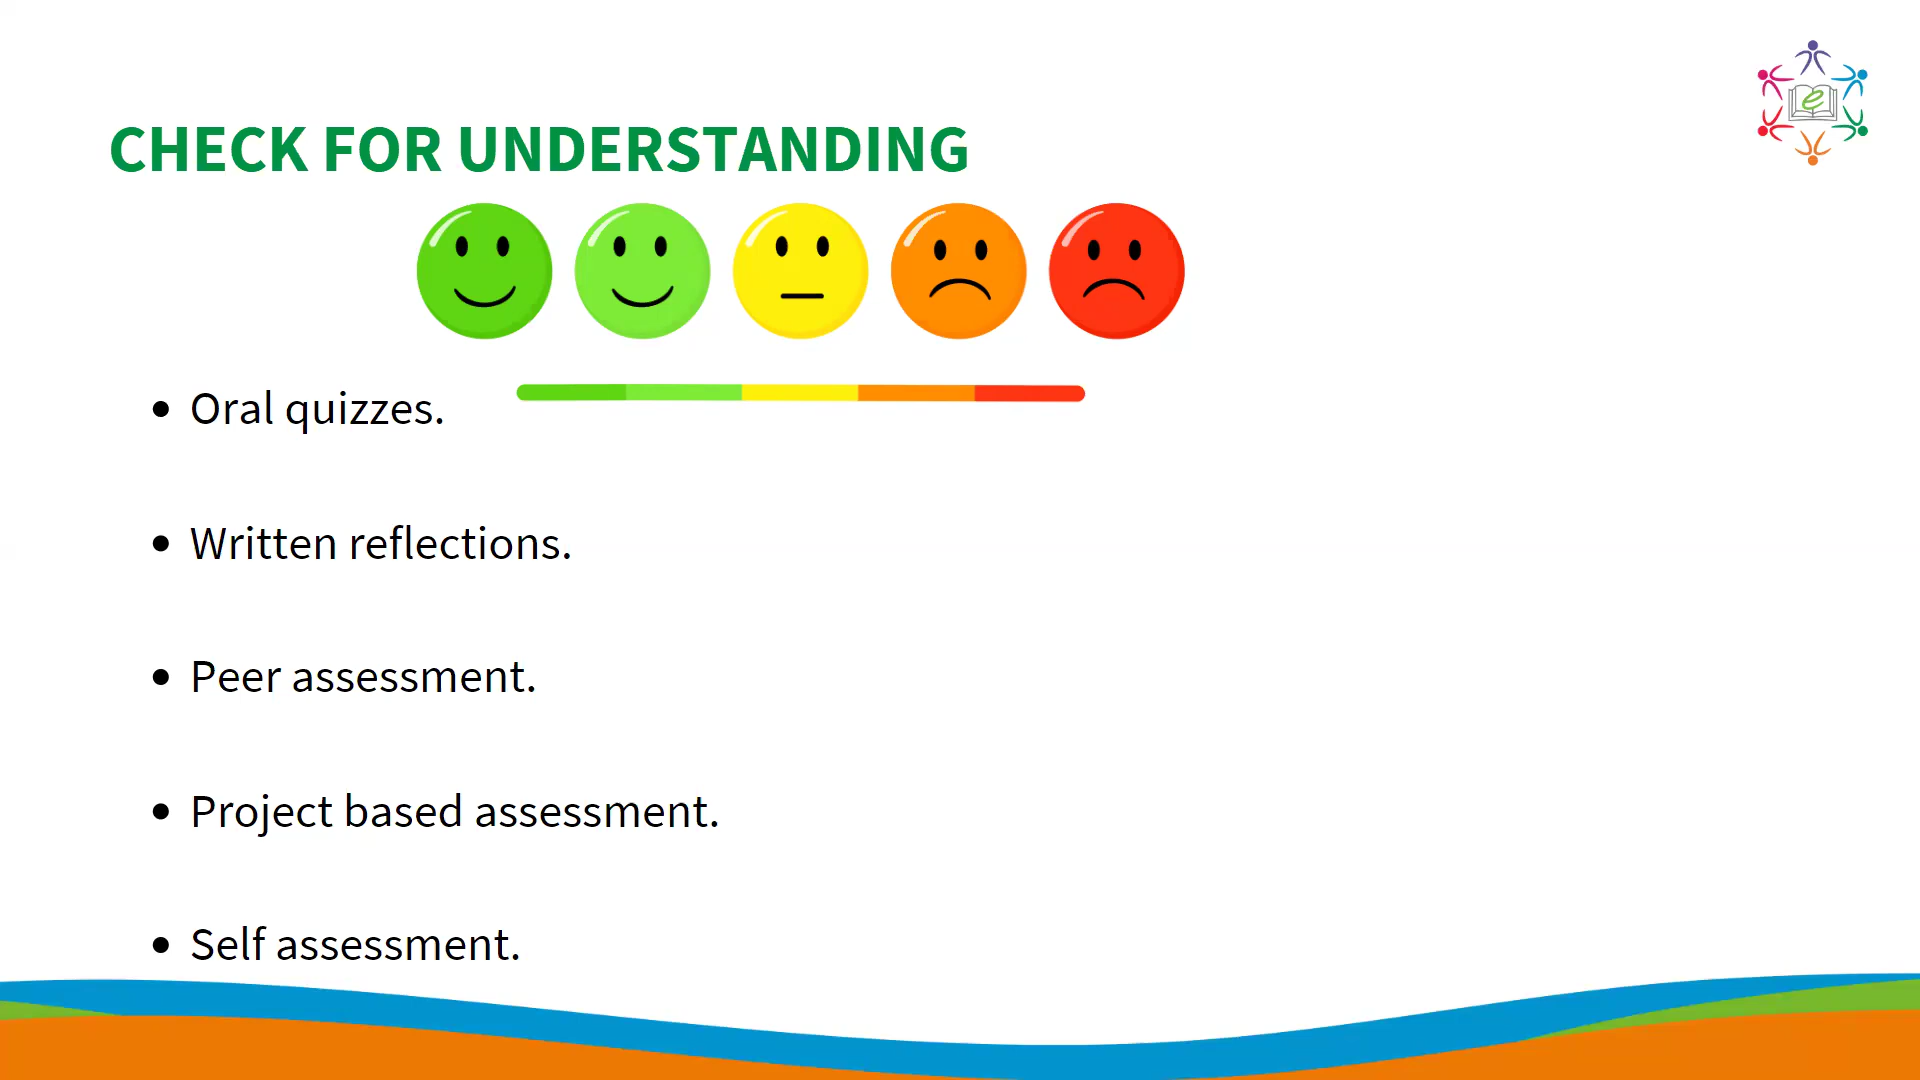 CHECK FOR UNDERSTANDING
e
• Oral quizzes.
• Written reflections.
• Peer assessment.
• Project based assessment.
• Self assessment.